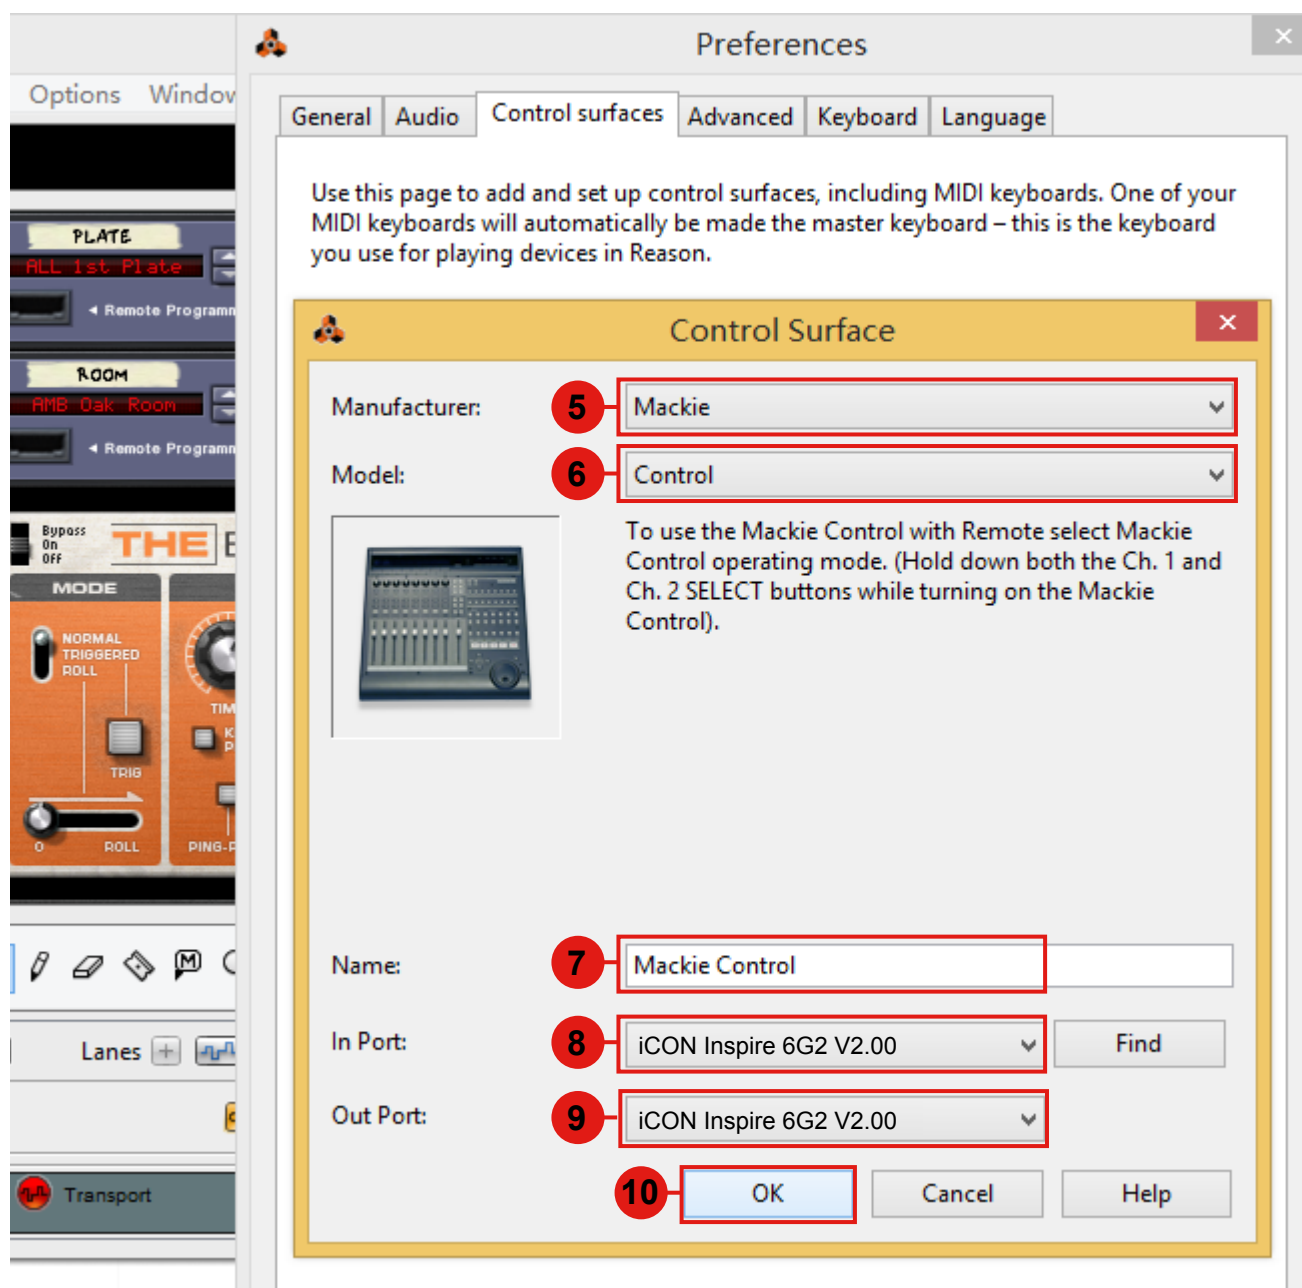 Preferences
Options Window
General Audio Control surfaces Advanced Keyboard Language
Use this page to add and set up control surfaces, including MIDI keyboards. One of your
MIDI keyboards will automatically be made the master keyboard – this is the keyboard
you use for playing devices in Reason.
PLATE
ALL 1st Plate
◄ Remote Programm
ROOM
AMB Oak Room
◄ Remote Programm
Bypass
On
Off
THE E
MODE
NORMAL
TRIGGERED
ROLL
TIM
K
P
TRIG
0 ROLL
PING-P
M
Lanes +
Transport
Control Surface
Manufacturer: 5 Mackie
Model: 6 Control
To use the Mackie Control with Remote select Mackie
Control operating mode. (Hold down both the Ch. 1 and
Ch. 2 SELECT buttons while turning on the Mackie
Control).
Name: 7 Mackie Control
In Port: 8 iCON Inspire 6G2 V2.00 Find
Out Port: 9 iCON Inspire 6G2 V2.00
10 OK Cancel Help